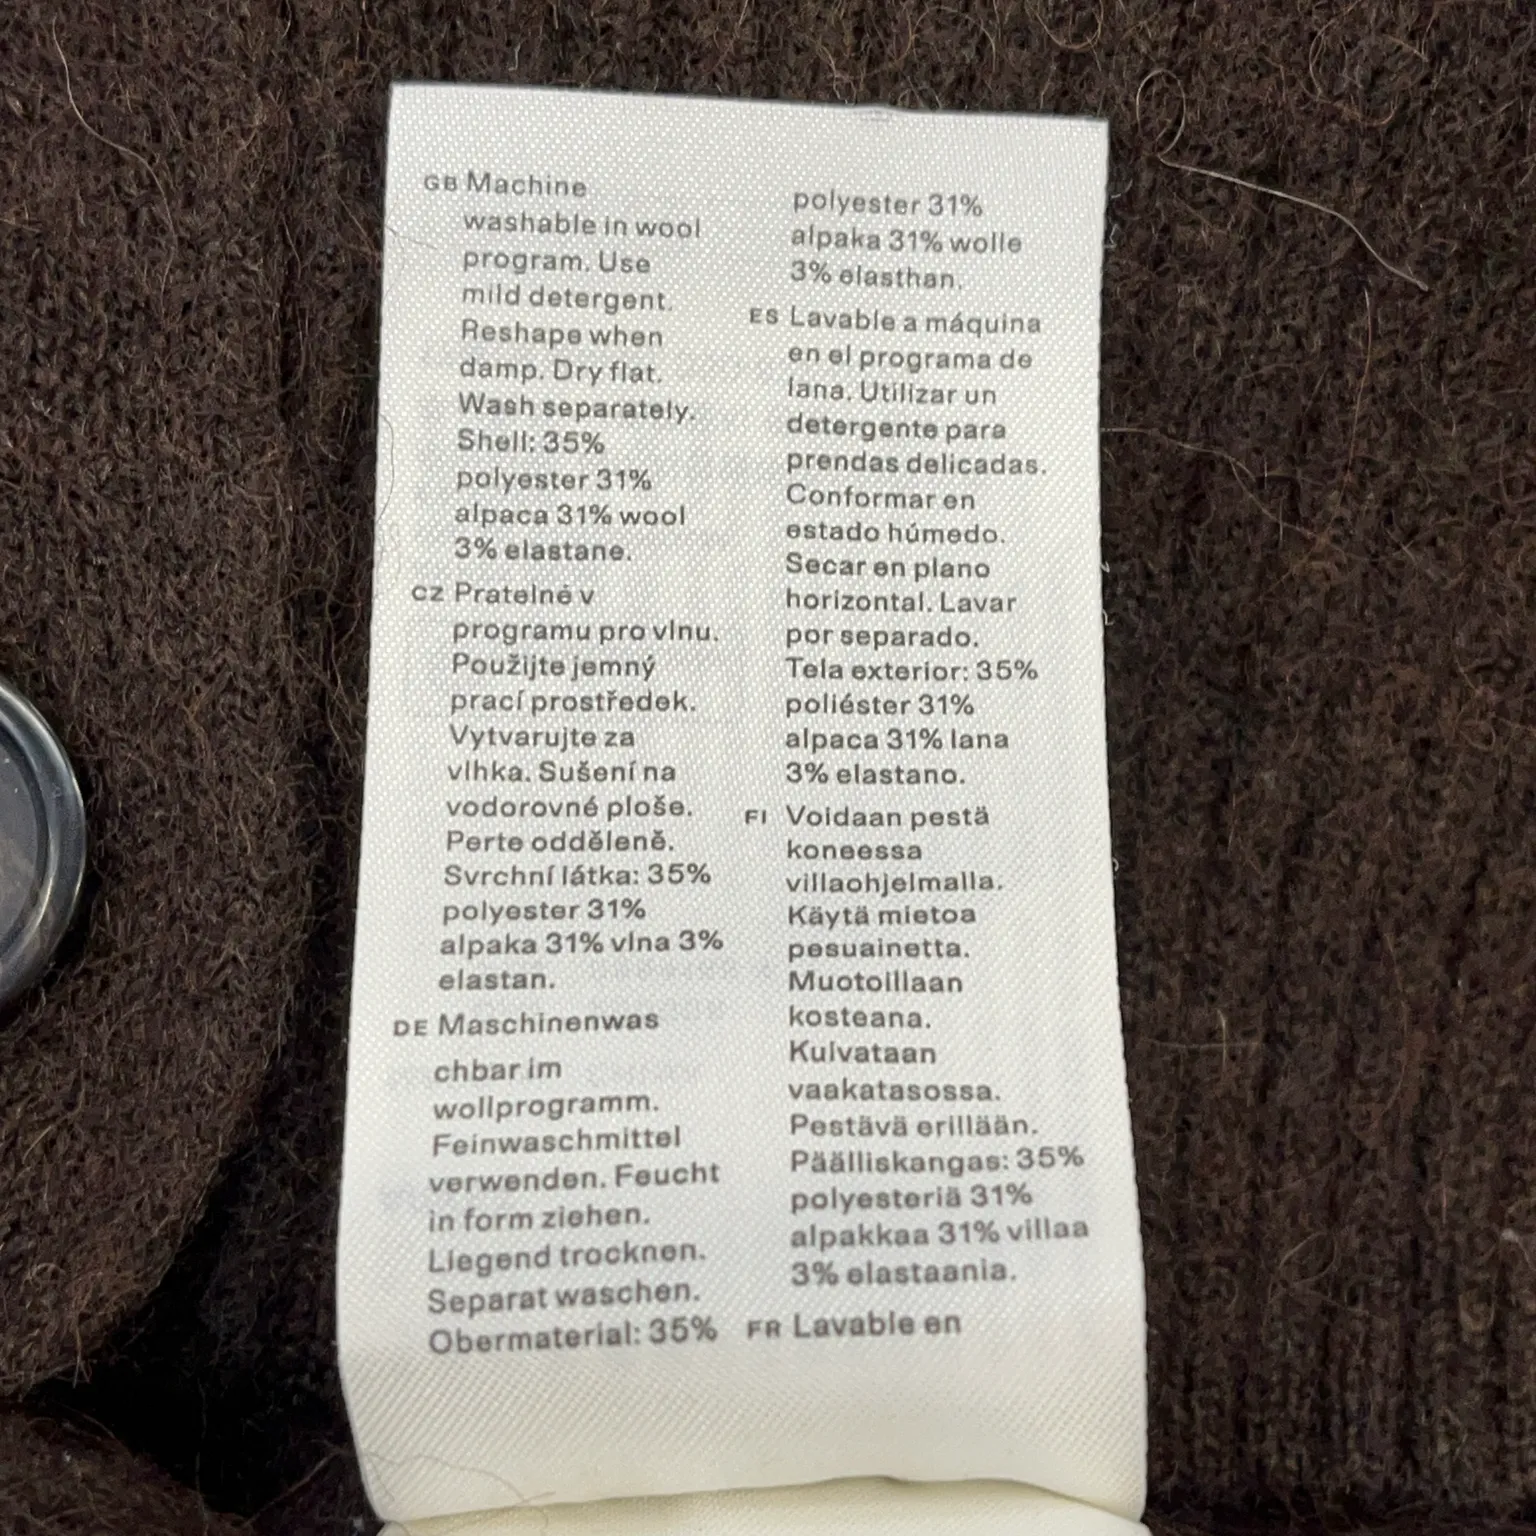 GB Machine
washable in wool
program. Use
mild detergent.
Reshape when
damp. Dry flat.
Wash separately.
Shell: 35%
polyester 31%
alpaca 31% wool
3% elastane.
CZ Pratelné v
programu pro vlnu.
Použijte jemný
prací prostředek.
Vytvarujte za
vlhka. Sušení na
vodorovné ploše.
Perte odděleně.
Svrchní látka: 35%
polyester 31%
alpaka 31% vlna 3%
elastan.
DE Maschinenwas
chbar im
wollprogramm.
Feinwaschmittel
verwenden. Feucht
in form ziehen.
Liegend trocknen.
Separat waschen.
Obermaterial: 35%
polyester 31%
alpaka 31% wolle
3% elasthan.
ES Lavable a máquina
en el programa de
lana. Utilizar un
detergente para
prendas delicadas.
Conformar en
estado húmedo.
Secar en plano
horizontal. Lavar
por separado.
Tela exterior: 35%
poliéster 31%
alpaca 31% lana
3% elastano.
FI Voidaan pestä
koneessa
villaohjelmalla.
Käytä mietoa
pesuainetta.
Muotoillaan
kosteana.
Kuivataan
vaakatasossa.
Pestävä erillään.
Päälliskangas: 35%
polyesteriä 31%
alpakkaa 31% villaa
3% elastaania.
FR Lavable en